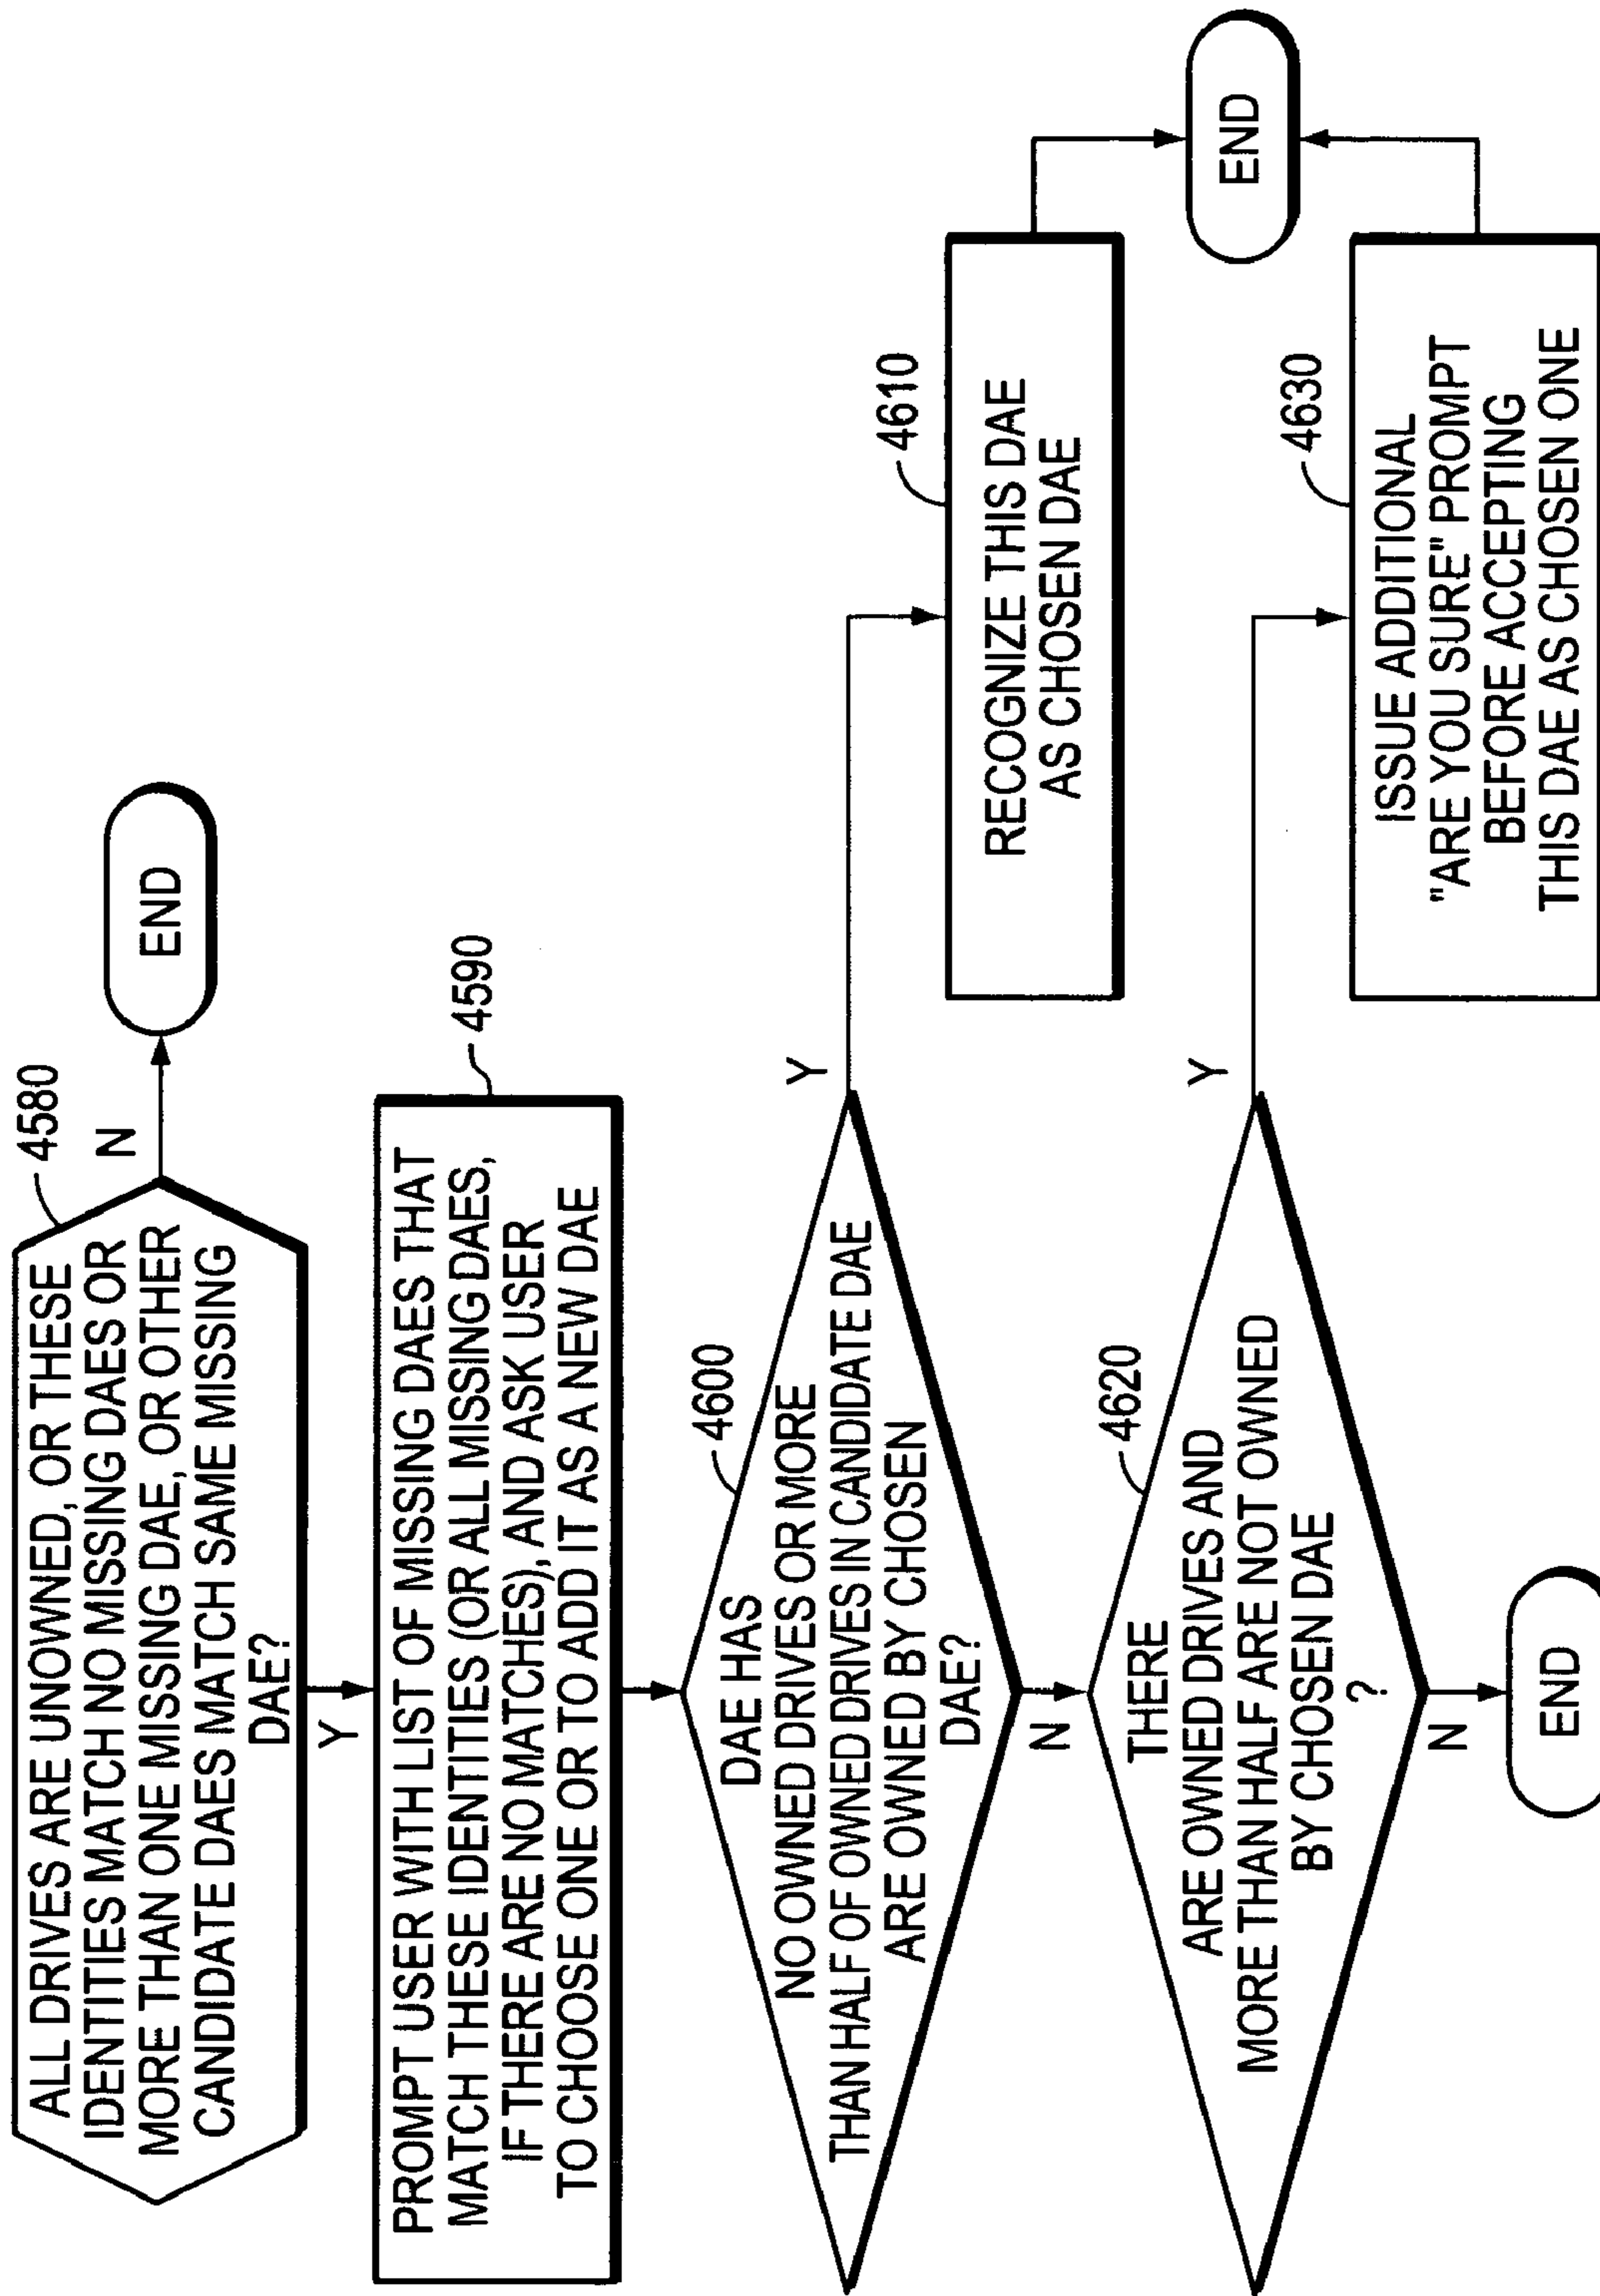 4580
ALL DRIVES ARE UNOWNED, OR THESE
IDENTITIES MATCH NO MISSING DAES OR
MORE THAN ONE MISSING DAE, OR OTHER
CANDIDATE DAES MATCH SAME MISSING
DAE?
N
END
Y
4590
PROMPT USER WITH LIST OF MISSING DAES THAT
MATCH THESE IDENTITIES (OR ALL MISSING DAES,
IF THERE ARE NO MATCHES), AND ASK USER
TO CHOOSE ONE OR TO ADD IT AS A NEW DAE
4600
DAE HAS
NO OWNED DRIVES OR MORE
THAN HALF OF OWNED DRIVES IN CANDIDATE DAE
ARE OWNED BY CHOSEN
DAE?
Y
4610
RECOGNIZE THIS DAE
AS CHOSEN DAE
END
N
4620
THERE
ARE OWNED DRIVES AND
MORE THAN HALF ARE NOT OWNED
BY CHOSEN DAE
?
Y
4630
ISSUE ADDITIONAL
"ARE YOU SURE" PROMPT
BEFORE ACCEPTING
THIS DAE AS CHOSEN ONE
N
END